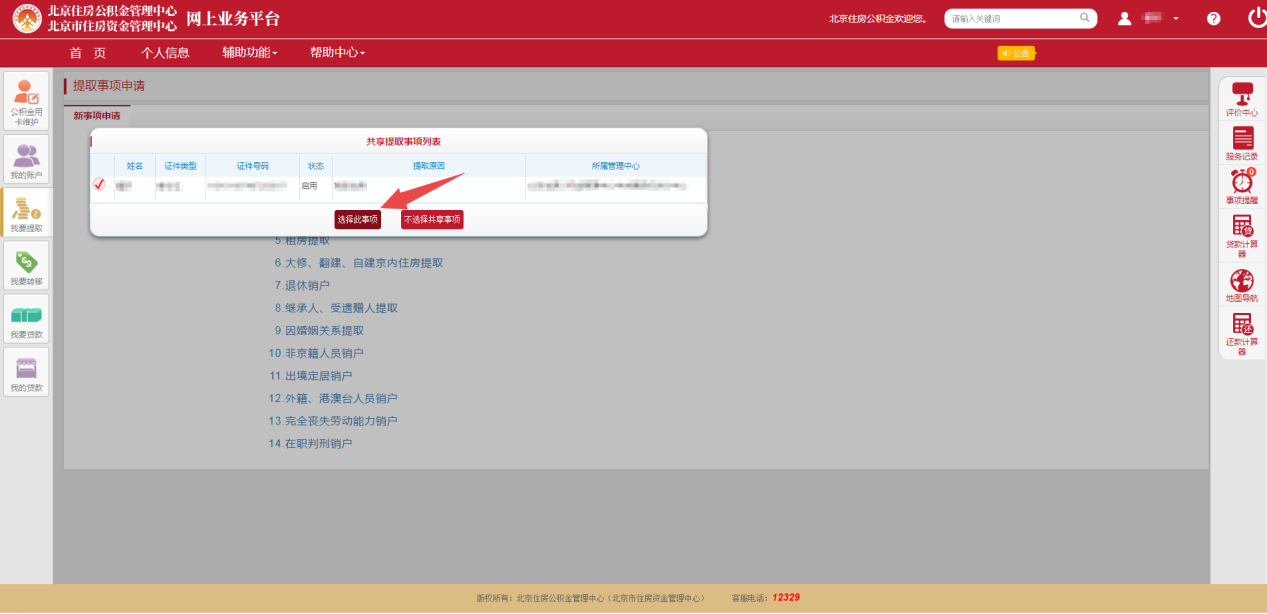 北京住房公积金管理中心
北京市住房资金管理中心
网上业务平台
北京住房公积金欢迎您。
请输入关键词
首 页
个人信息
辅助功能
帮助中心
公告
公积金用
卡维护
我的账户
我要提取
我要转移
我要贷款
我的贷款
提取事项申请
新事项申请
共享提取事项列表
姓名 证件类型 证件号码 状态 提取原因 所属管理中心
启用
选择此事项 不选择共享事项
5.租房提取
6.大修、翻建、自建京内住房提取
7.退休销户
8.继承人、受遗赠人提取
9.因婚姻关系提取
10.非京籍人员销户
11.出境定居销户
12.外籍、港澳台人员销户
13.完全丧失劳动能力销户
14.在职判刑销户
评价中心
服务记录
0
事项提醒
贷
贷款计算
器
地图导航
还
还款计算
器
版权所有：北京住房公积金管理中心（北京市住房资金管理中心） 客服电话：12329